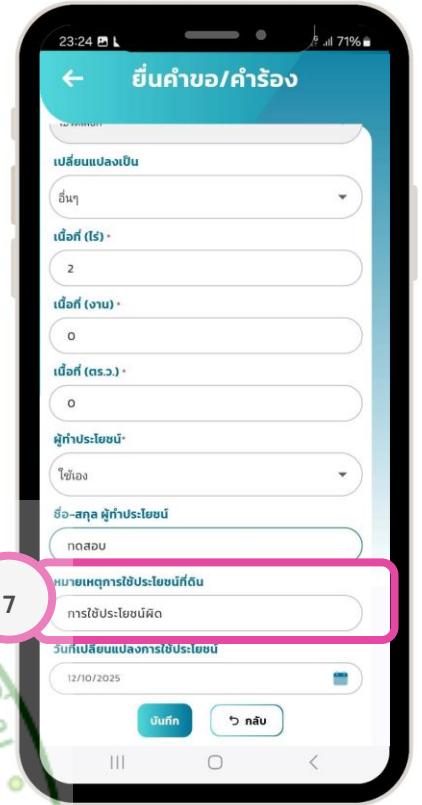 23:24
71%
ยื่นคำขอ/คำร้อง
เปลี่ยนแปลงเป็น
อื่นๆ
เนื้อที่ (ไร่) *
2
เนื้อที่ (งาน) *
0
เนื้อที่ (ตร.ว.) *
0
ผู้ทำประโยชน์*
ใช้เอง
ชื่อ-สกุล ผู้ทำประโยชน์
ทดสอบ
7
หมายเหตุการใช้ประโยชน์ที่ดิน
การใช้ประโยชน์ผิด
วันที่เปลี่ยนแปลงการใช้ประโยชน์
12/10/2025
บันทึก
กลับ